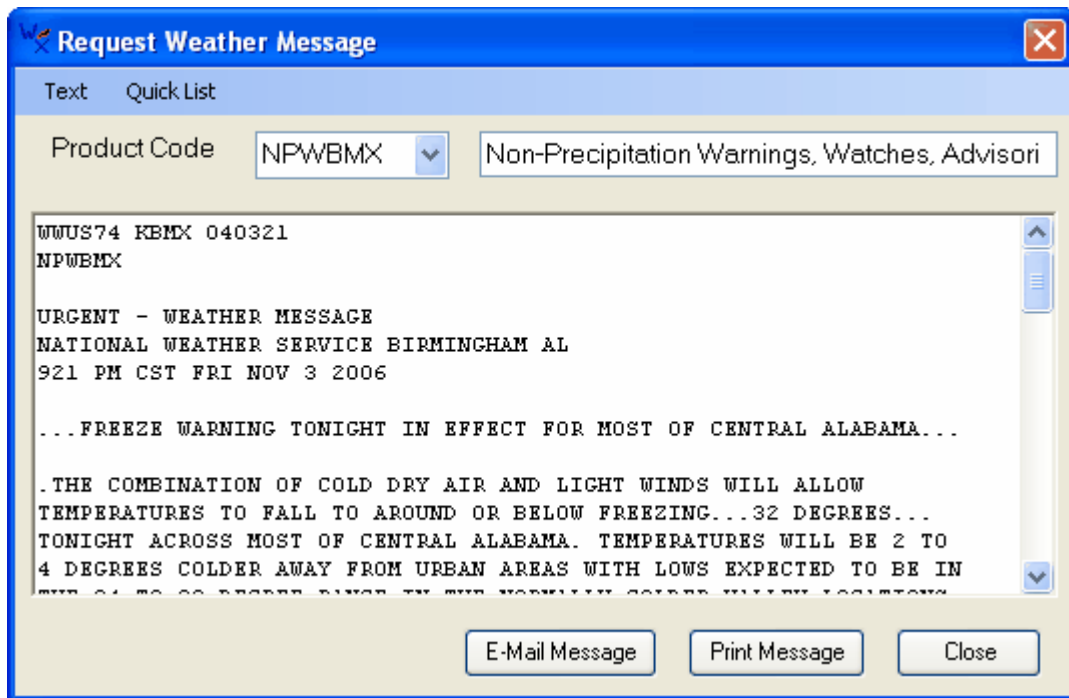 Request Weather Message
Text Quick List
Product Code NPWBMX Non-Precipitation Warnings, Watches, Advisori
WWUS74 KBMX 040321
NPWBMX
URGENT - WEATHER MESSAGE
NATIONAL WEATHER SERVICE BIRMINGHAM AL
921 PM CST FRI NOV 3 2006
...FREEZE WARNING TONIGHT IN EFFECT FOR MOST OF CENTRAL ALABAMA...
.THE COMBINATION OF COLD DRY AIR AND LIGHT WINDS WILL ALLOW
TEMPERATURES TO FALL TO AROUND OR BELOW FREEZING...32 DEGREES...
TONIGHT ACROSS MOST OF CENTRAL ALABAMA. TEMPERATURES WILL BE 2 TO
4 DEGREES COLDER AWAY FROM URBAN AREAS WITH LOWS EXPECTED TO BE IN
E-Mail Message Print Message Close